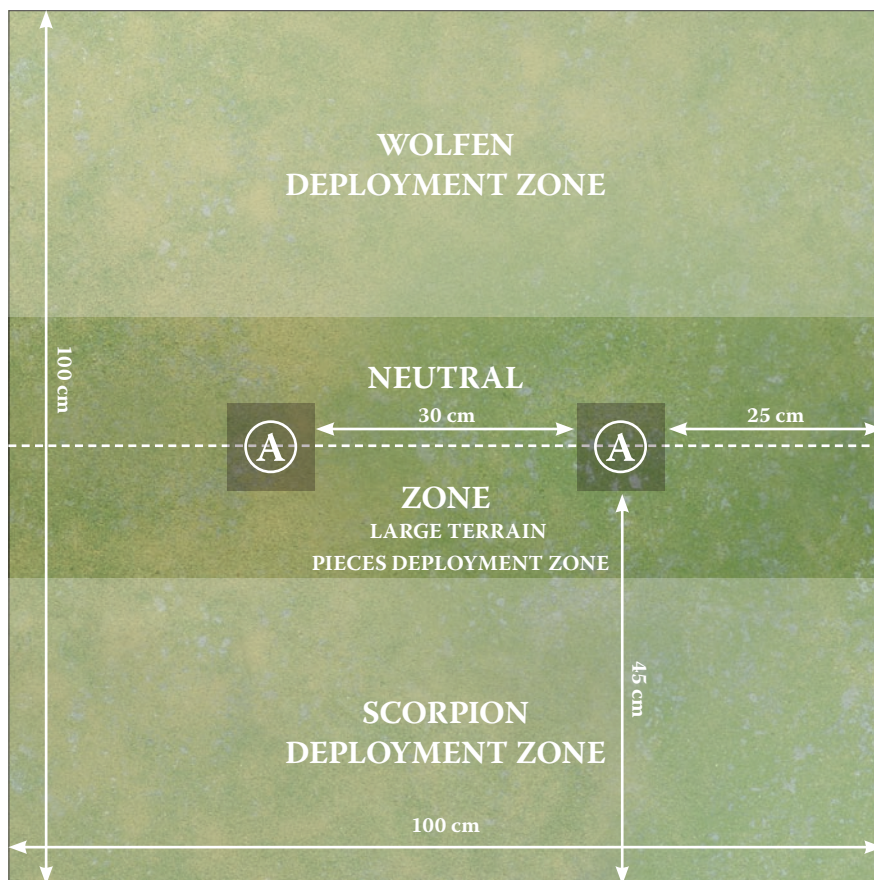 WOLFEN
DEPLOYMENT ZONE
100 cm
NEUTRAL
30 cm
25 cm
A
A
ZONE
LARGE TERRAIN
PIECES DEPLOYMENT ZONE
45 cm
SCORPION
DEPLOYMENT ZONE
100 cm